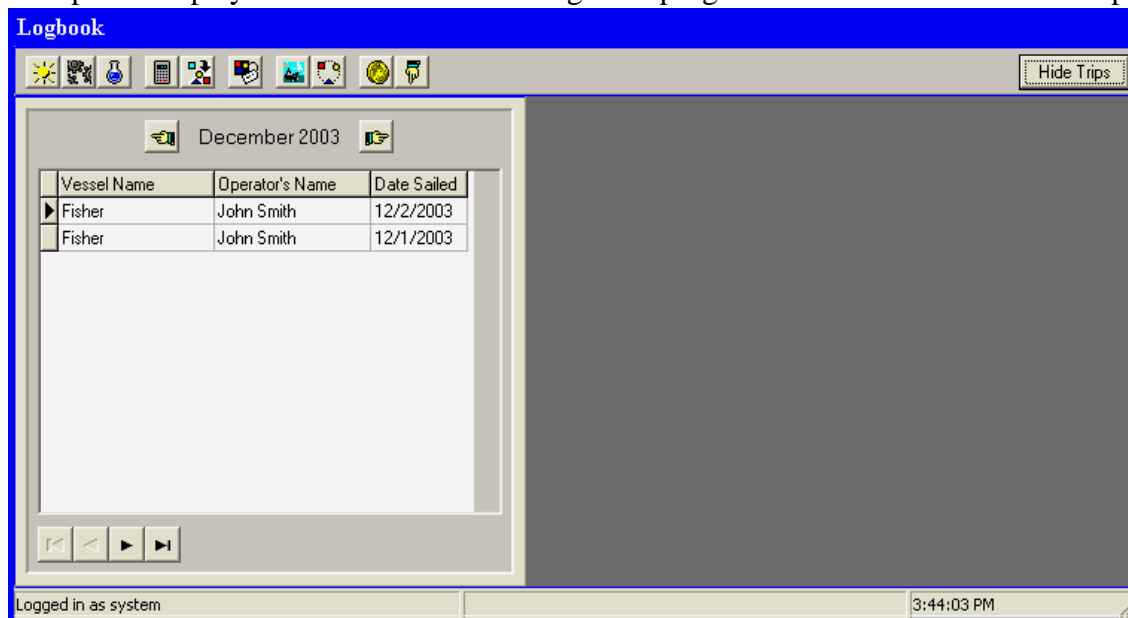 Logbook
Hide Trips
December 2003
Vessel Name Operator's Name Date Sailed
Fisher John Smith 12/2/2003
Fisher John Smith 12/1/2003
Logged in as system 3:44:03 PM